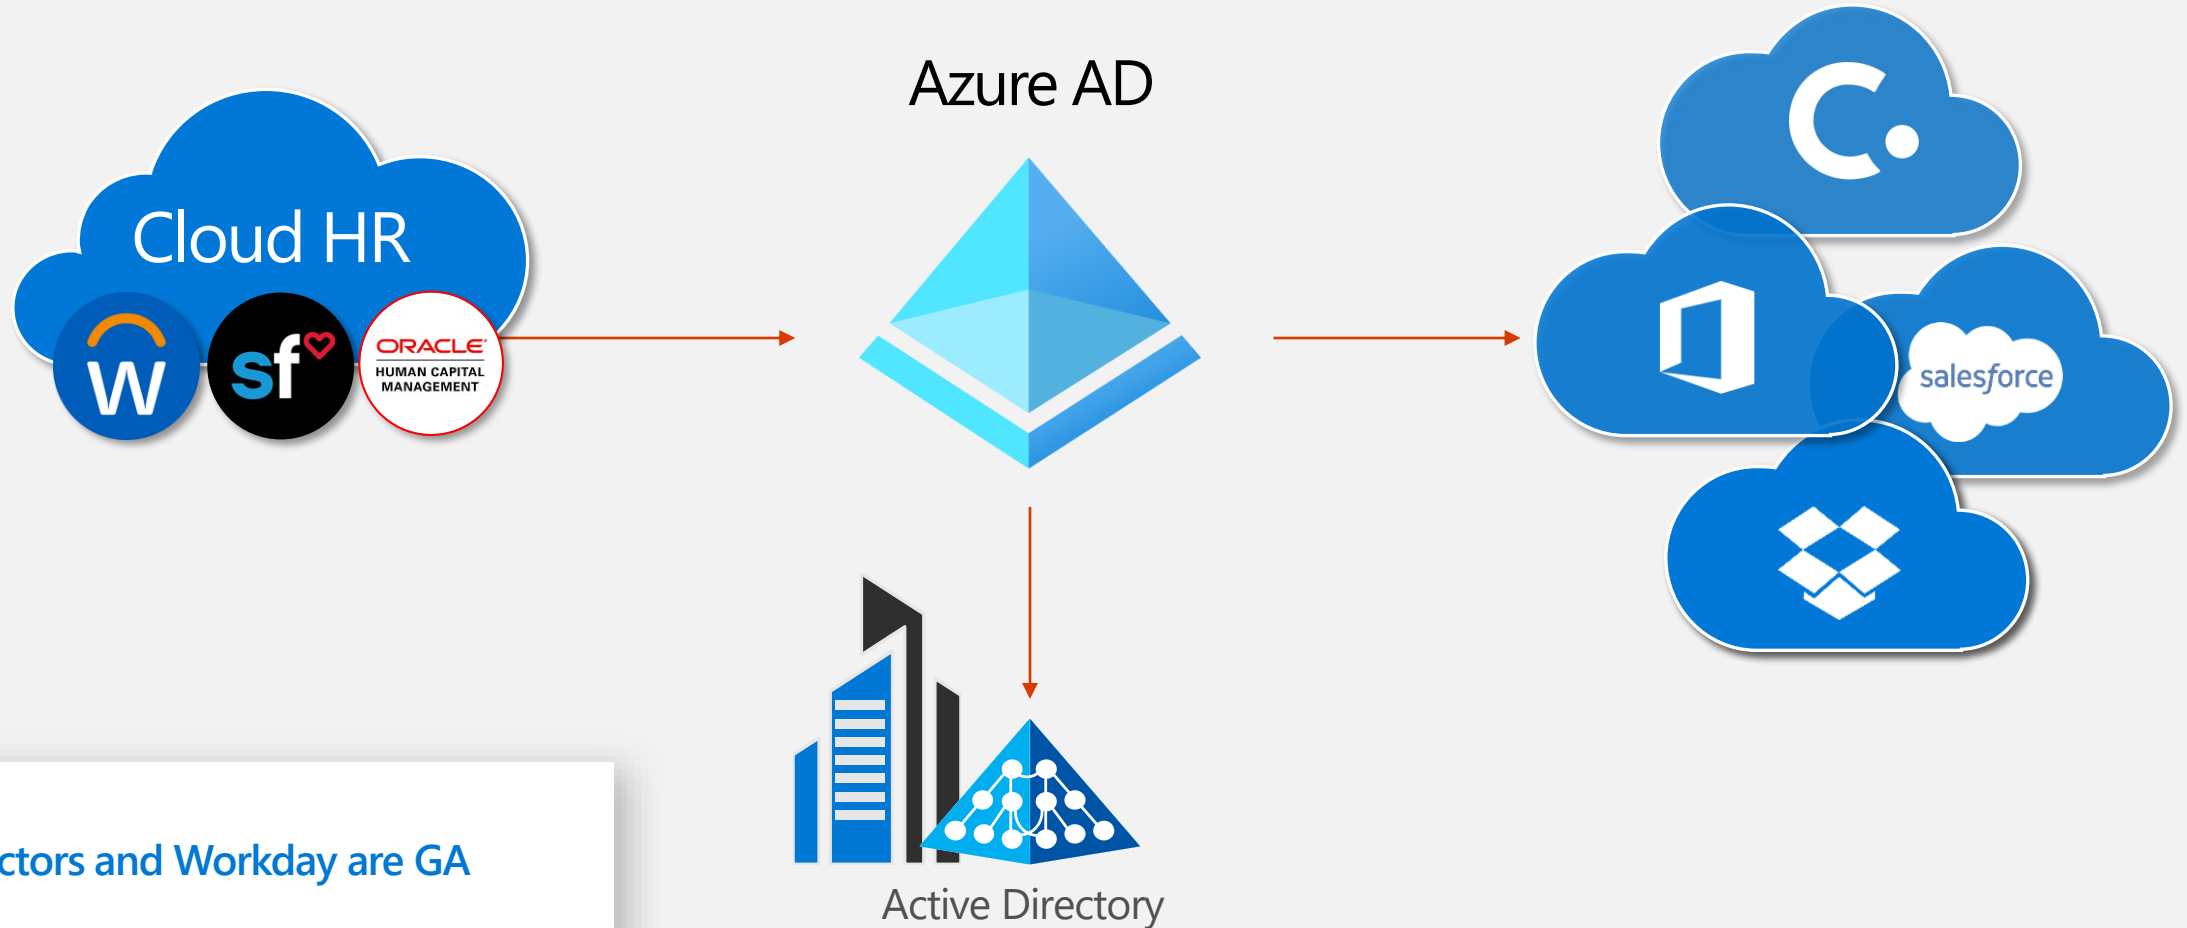 Azure AD
Cloud HR
W
sf
ORACLE
HUMAN CAPITAL
MANAGEMENT
C.
salesforce
ctors and Workday are GA
Active Directory